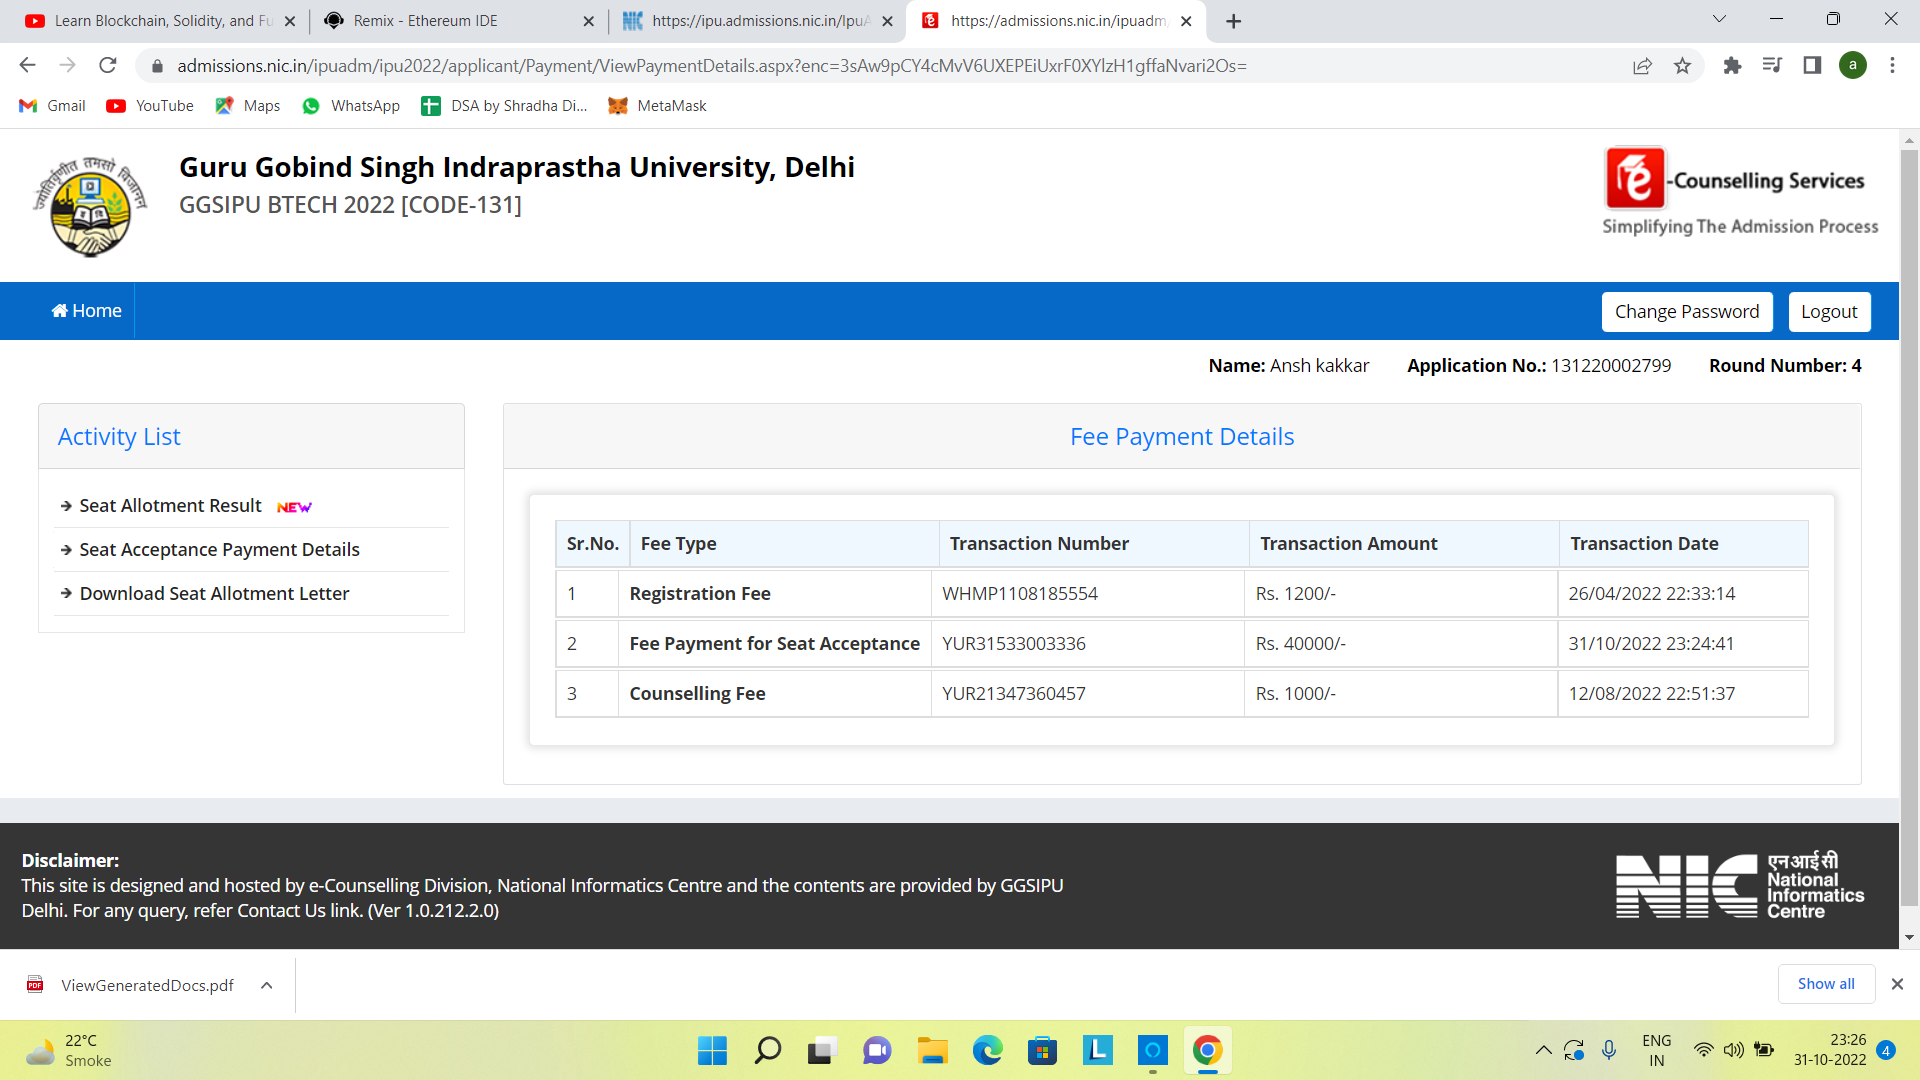 Learn Blockchain, Solidity, and Fu
Remix - Ethereum IDE
https://ipu.admissions.nic.in/IpuA
https://admissions.nic.in/ipuadm
admissions.nic.in/ipuadm/ipu2022/applicant/Payment/ViewPaymentDetails.aspx?enc=3sAw9pCY4cMvV6UXEPEiUxrF0XYlzH1gffaNvari2Os=
a
Gmail
YouTube
Maps
WhatsApp
DSA by Shradha Di...
MetaMask
ज्योतिर्वृणीत तमसो विजानन
Guru Gobind Singh Indraprastha University, Delhi
GGSIPU BTECH 2022 [CODE-131]
e-Counselling Services
Simplifying The Admission Process
Home
Change Password
Logout
Name: Ansh kakkar Application No.: 131220002799 Round Number: 4
Activity List
Seat Allotment Result NEW
Seat Acceptance Payment Details
Download Seat Allotment Letter
Fee Payment Details
Sr.No. Fee Type Transaction Number Transaction Amount Transaction Date
1 Registration Fee WHMP1108185554 Rs. 1200/- 26/04/2022 22:33:14
2 Fee Payment for Seat Acceptance YUR31533003336 Rs. 40000/- 31/10/2022 23:24:41
3 Counselling Fee YUR21347360457 Rs. 1000/- 12/08/2022 22:51:37
Disclaimer:
This site is designed and hosted by e-Counselling Division, National Informatics Centre and the contents are provided by GGSIPU
Delhi. For any query, refer Contact Us link. (Ver 1.0.212.2.0)
NIC
एनआईसी
National
Informatics
Centre
PDF
ViewGeneratedDocs.pdf
Show all
22°C
Smoke
L
ENG
IN
23:26
31-10-2022
4